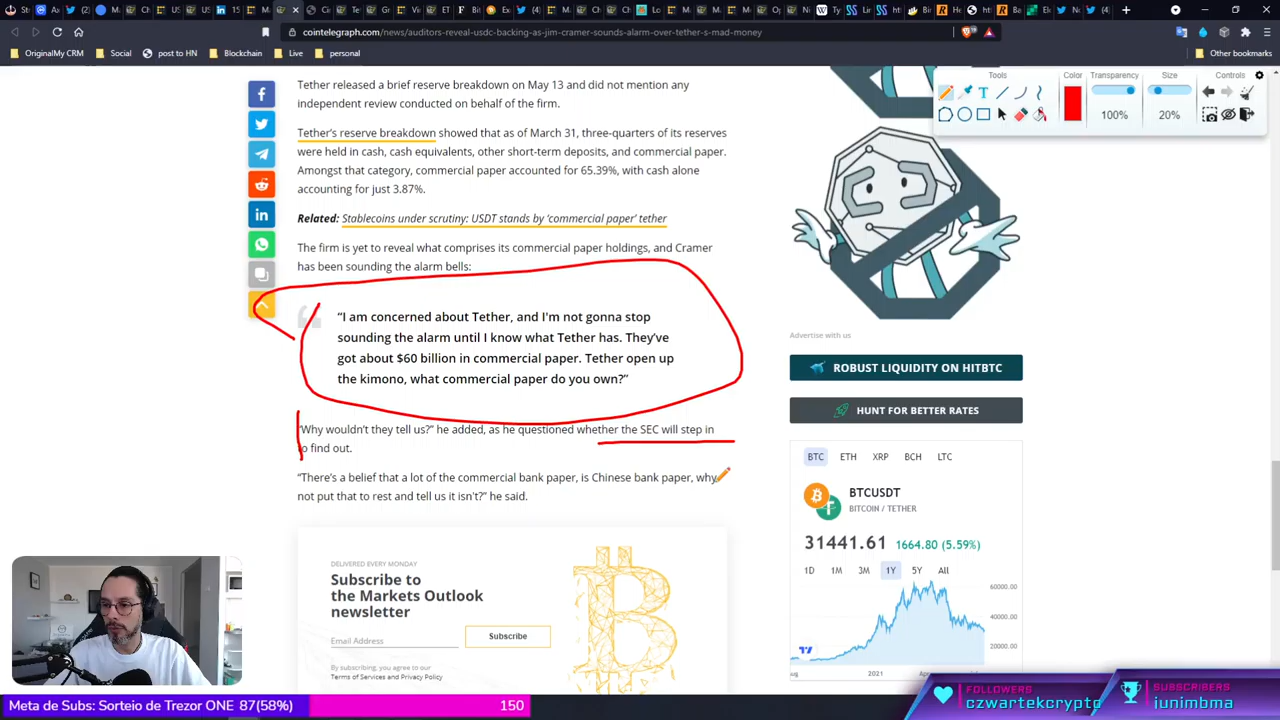 cointelegraph.com/news/auditors-reveal-usdc-backing-as-jim-cramer-sounds-alarm-over-tether-s-mad-money
OriginalMy CRM
Social
post to HN
Blockchain
Live
personal
Other bookmarks
Tools
Color
Transparency
Size
Controls
100%
20%
Tether released a brief reserve breakdown on May 13 and did not mention any
independent review conducted on behalf of the firm.
Tether's reserve breakdown showed that as of March 31, three-quarters of its reserves
were held in cash, cash equivalents, other short-term deposits, and commercial paper.
Amongst that category, commercial paper accounted for 65.39%, with cash alone
accounting for just 3.87%.
Related: Stablecoins under scrutiny: USDT stands by 'commercial paper' tether
The firm is yet to reveal what comprises its commercial paper holdings, and Cramer
has been sounding the alarm bells:
“I am concerned about Tether, and I'm not gonna stop
sounding the alarm until I know what Tether has. They've
got about $60 billion in commercial paper. Tether open up
the kimono, what commercial paper do you own?”
“Why wouldn't they tell us?” he added, as he questioned whether the SEC will step in
to find out.
“There's a belief that a lot of the commercial bank paper, is Chinese bank paper, why
not put that to rest and tell us it isn't?” he said.
DELIVERED EVERY MONDAY
Subscribe to
the Markets Outlook
newsletter
Email Address
Subscribe
By subscribing, you agree to our
Terms of Services and Privacy Policy
Advertise with us
ROBUST LIQUIDITY ON HITBTC
HUNT FOR BETTER RATES
BTC ETH XRP BCH LTC
BTCUSDT
BITCOIN / TETHER
31441.61 1664.80 (5.59%)
1D 1M 3M 1Y 5Y All
60000.00
40000.00
20000.00
2021
Meta de Subs: Sorteio de Trezor ONE 87(58%)
150
FOLLOWERS
czwartekcrypto
SUBSCRIBERS
junimbma